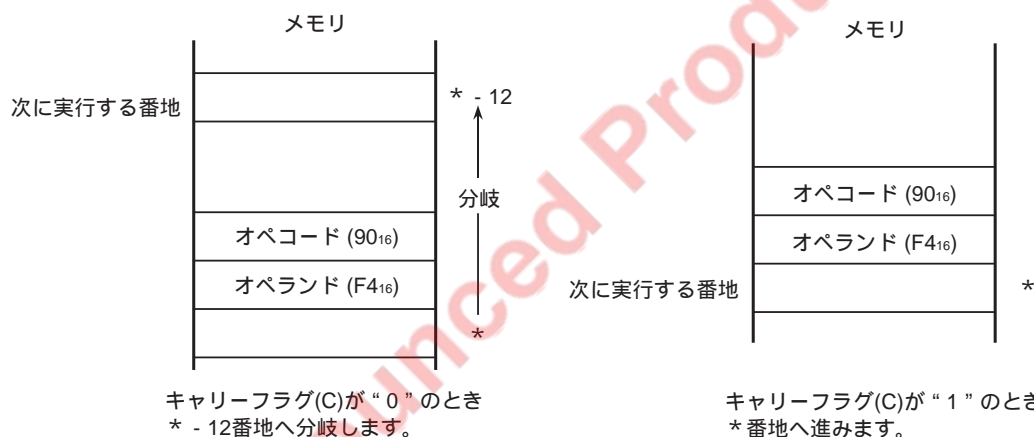 メモリ
次に実行する番地
* - 12
分岐
オペコード (90₁₆)
オペランド (F4₁₆)
*
キャリーフラグ(C)が “ 0 ” のとき
* - 12番地へ分岐します。
メモリ
オペコード (90₁₆)
オペランド (F4₁₆)
次に実行する番地
*
キャリーフラグ(C)が “ 1 ” のとき
* 番地へ進みます。
unced Produ